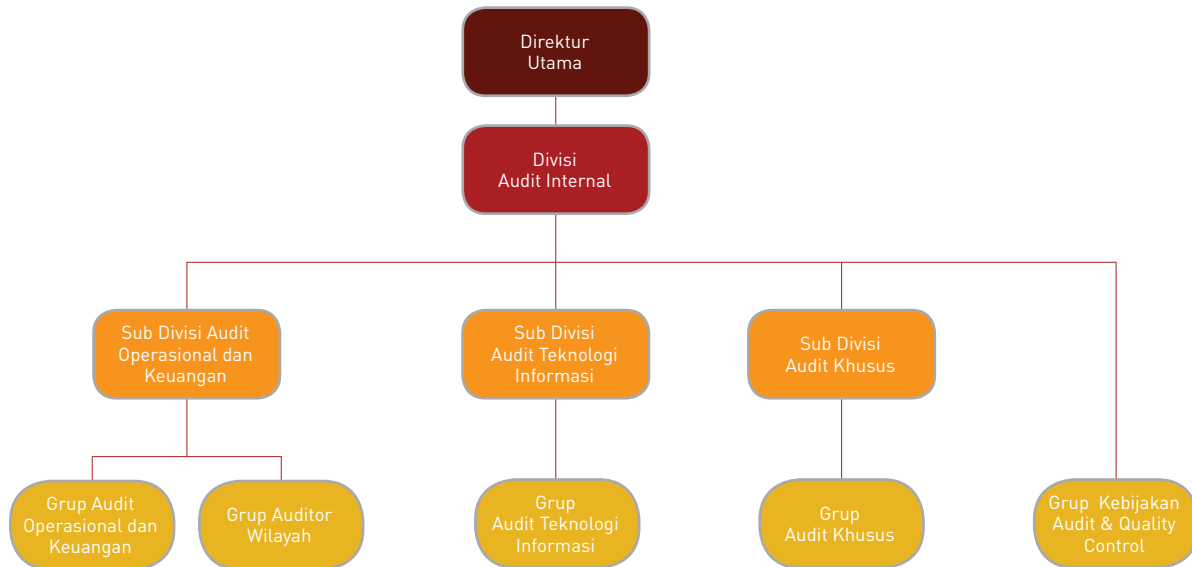 Direktur
Utama
Divisi
Audit Internal
Sub Divisi Audit
Operasional dan
Keuangan
Sub Divisi
Audit Teknologi
Informasi
Sub Divisi
Audit Khusus
Grup Audit
Operasional dan
Keuangan
Grup Auditor
Wilayah
Grup
Audit Teknologi
Informasi
Grup
Audit Khusus
Grup Kebijakan
Audit & Quality
Control